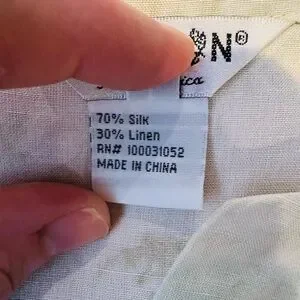 N®
70% Silk
30% Linen
RN# 100031052
MADE IN CHINA